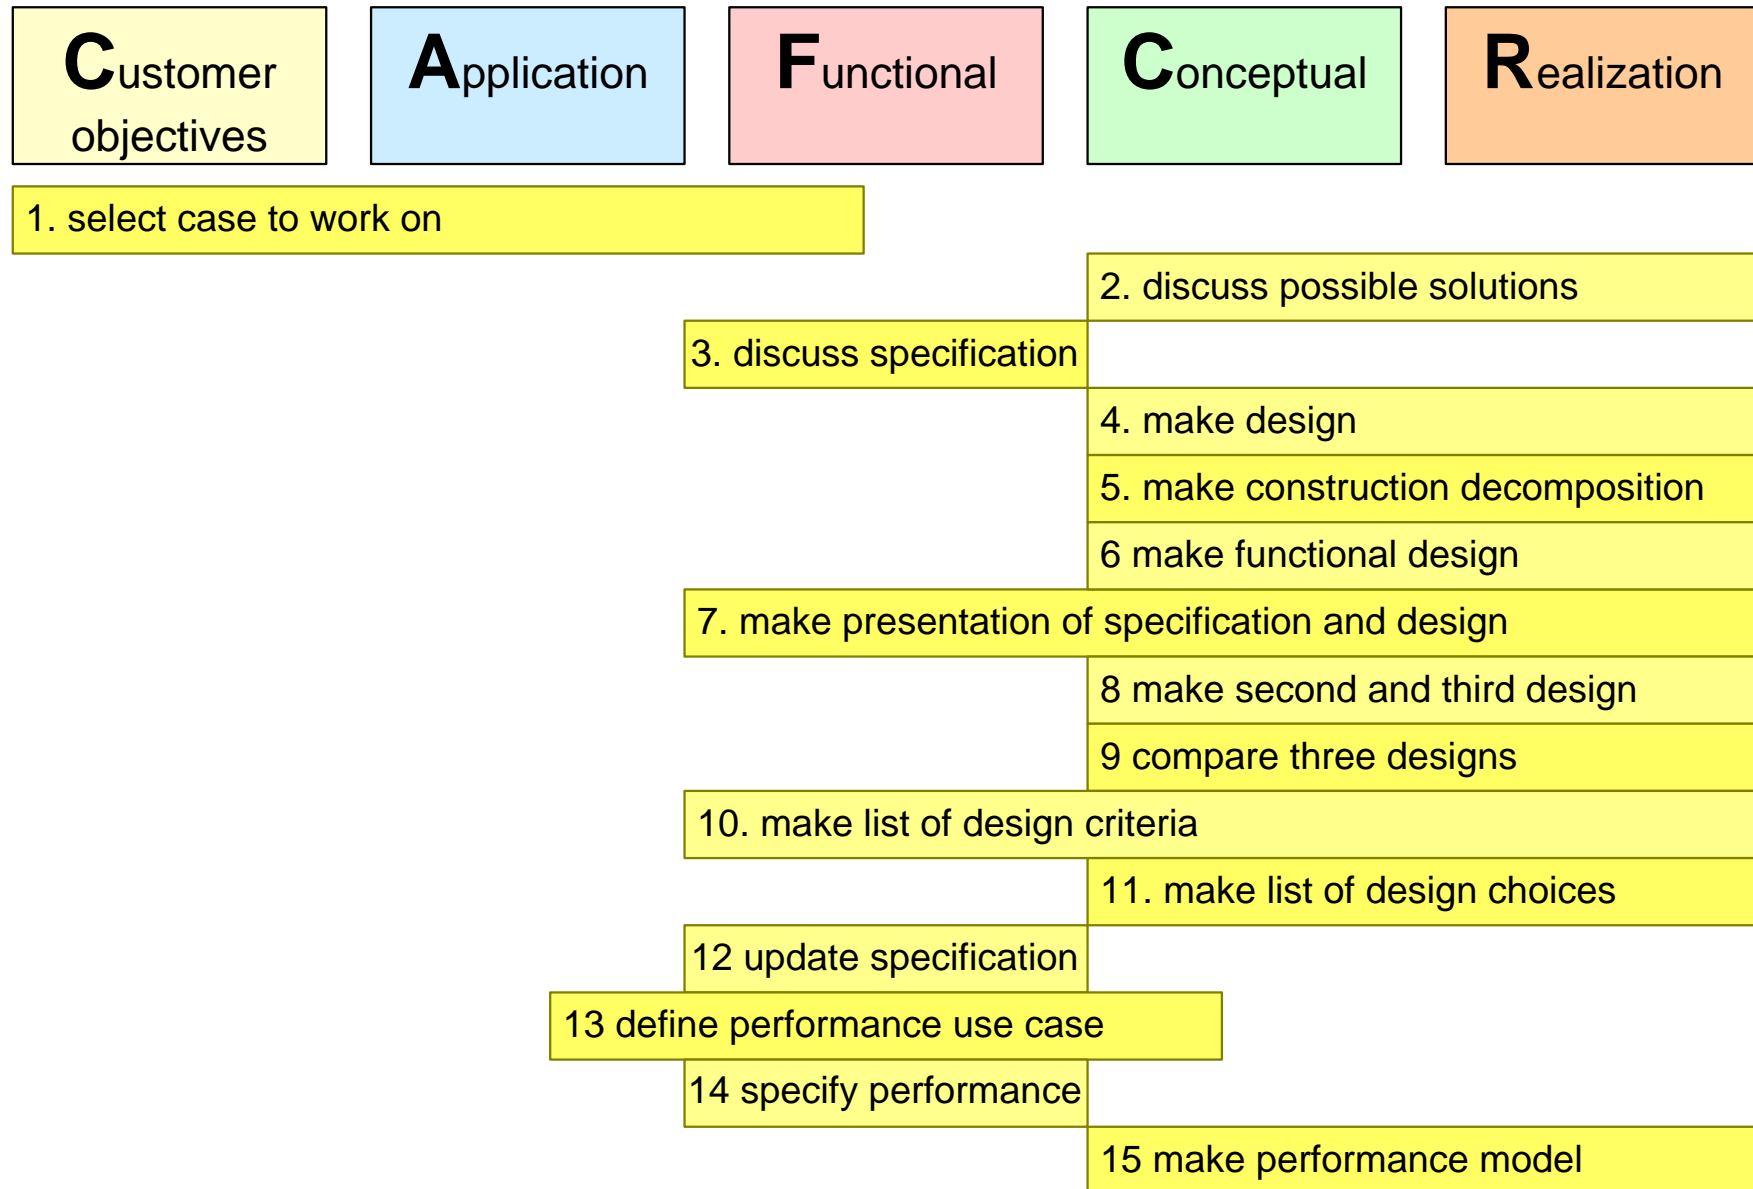 Customer
objectives
Application
Functional
Conceptual
Realization
1. select case to work on
2. discuss possible solutions
3. discuss specification
4. make design
5. make construction decomposition
6 make functional design
7. make presentation of specification and design
8 make second and third design
9 compare three designs
10. make list of design criteria
11. make list of design choices
12 update specification
13 define performance use case
14 specify performance
15 make performance model